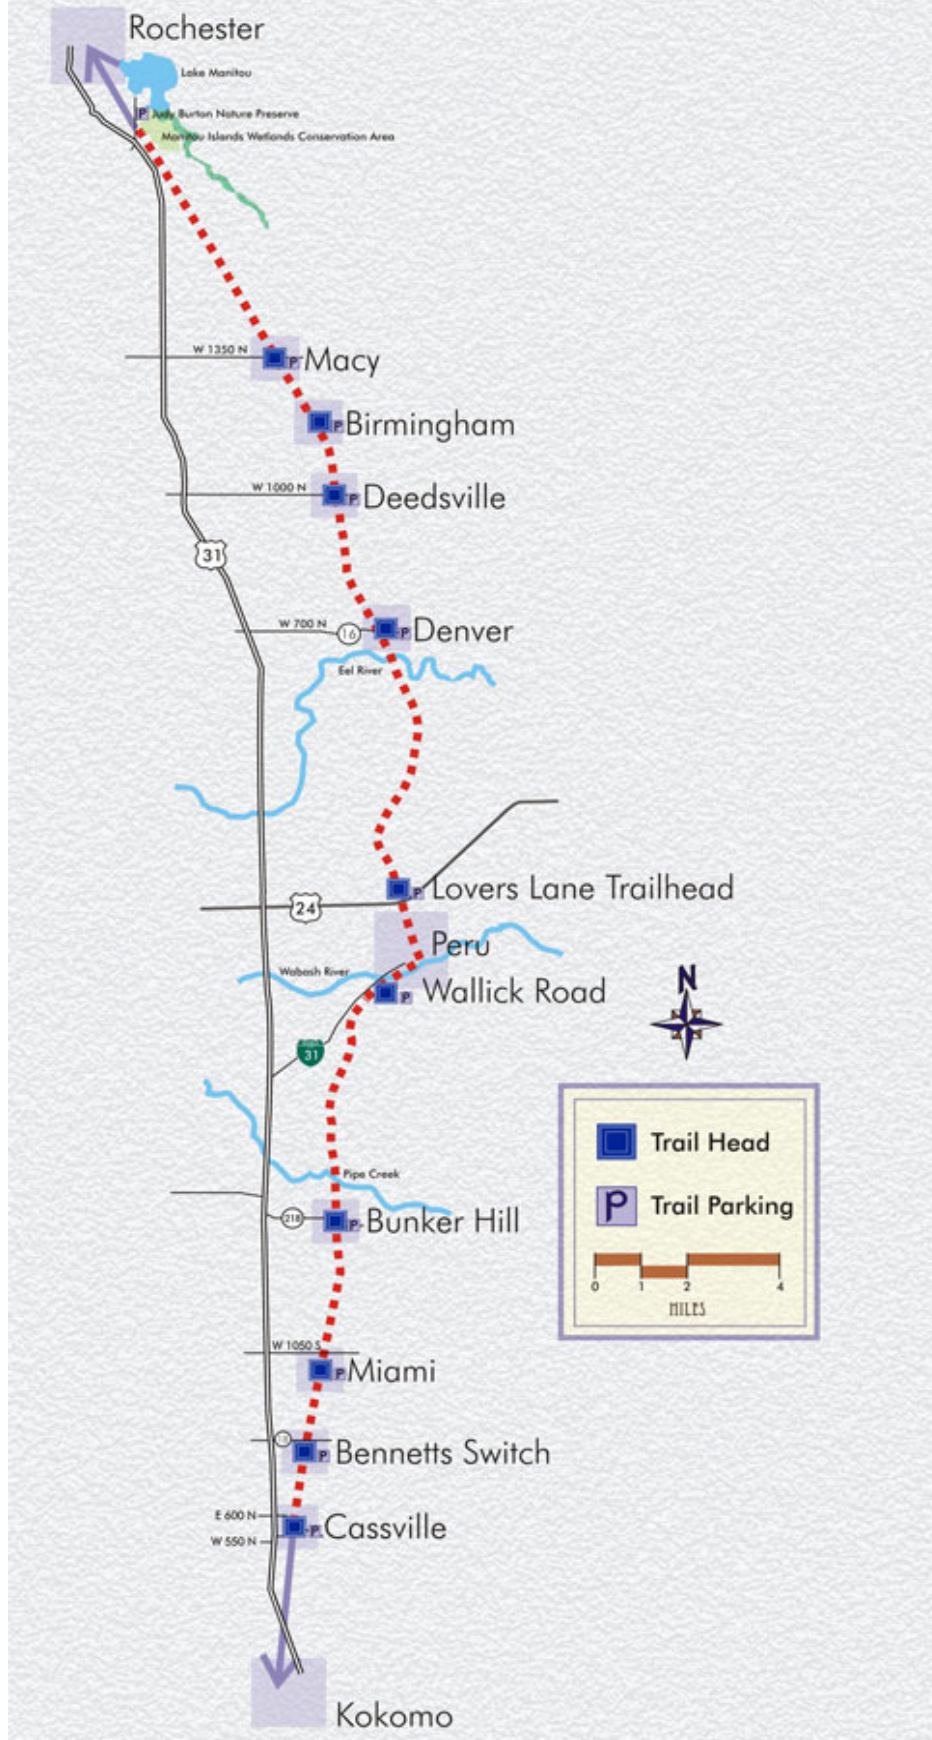 Rochester
Lake Manitou
P Judy Burton Nature Preserve
Manitou Islands Wetlands Conservation Area
W 1350 N
P Macy
P Birmingham
W 1000 N
P Deedsville
31
W 700 N
16
P Denver
Eel River
P Lovers Lane Trailhead
24
Peru
Wabash River
P Wallick Road
N
31
Trail Head
Pipe Creek
P Trail Parking
218
P Bunker Hill
0 1 2 4
MILES
W 1050 S
P Miami
18
P Bennetts Switch
E 600 N
P Cassville
W 550 N
Kokomo